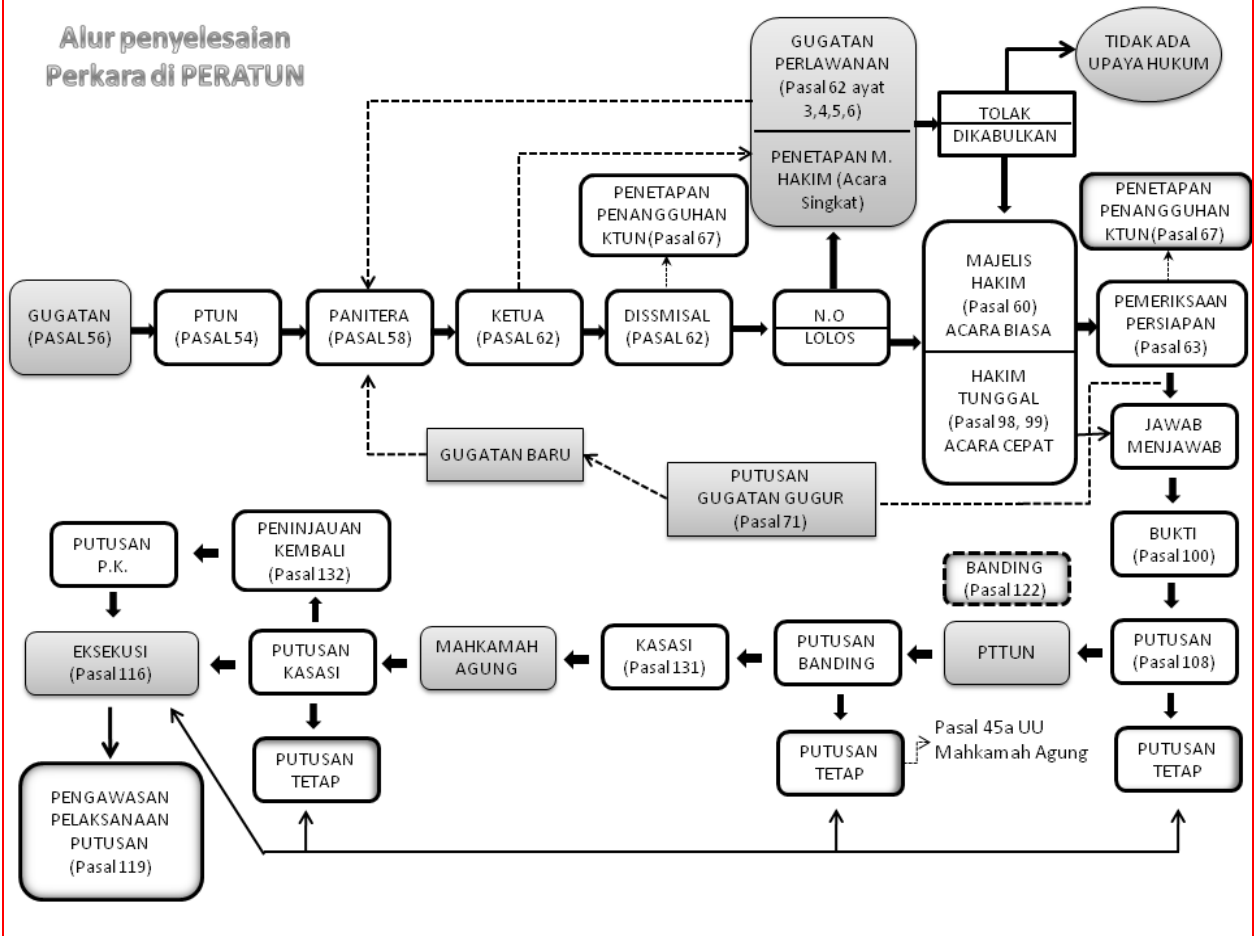 Alur penyelesaian
Perkara di PERATUN
GUGATAN
PERLAWANAN
(Pasal 62 ayat
3,4,5,6)
PENETAPAN M.
HAKIM (Acara
Singkat)
TIDAK ADA
UPAYA HUKUM
TOLAK
DIKABULKAN
PENETAPAN
PENANGGUHAN
KTUN(Pasal 67)
PENETAPAN
PENANGGUHAN
KTUN(Pasal 67)
GUGATAN
(PASAL 56)
PTUN
(PASAL 54)
PANITERA
(PASAL 58)
KETUA
(PASAL 62)
DISSMISAL
(PASAL 62)
N.O
LOLOS
MAJELIS
HAKIM
(Pasal 60)
ACARA BIASA
HAKIM
TUNGGAL
(Pasal 98, 99)
ACARA CEPAT
PEMERIKSAAN
PERSIAPAN
(Pasal 63)
JAWAB
MENJAWAB
GUGATAN BARU
PUTUSAN
GUGATAN GUGUR
(Pasal 71)
BUKTI
(Pasal 100)
PUTUSAN
P.K.
PENINJAUAN
KEMBALI
(Pasal 132)
BANDING
(Pasal 122)
EKSEKUSI
(Pasal 116)
PUTUSAN
KASASI
MAHKAMAH
AGUNG
KASASI
(Pasal 131)
PUTUSAN
BANDING
PTTUN
PUTUSAN
(Pasal 108)
PUTUSAN
TETAP
PUTUSAN
TETAP
Pasal 45a UU
Mahkamah Agung
PUTUSAN
TETAP
PENGAWASAN
PELAKSANAAN
PUTUSAN
(Pasal 119)